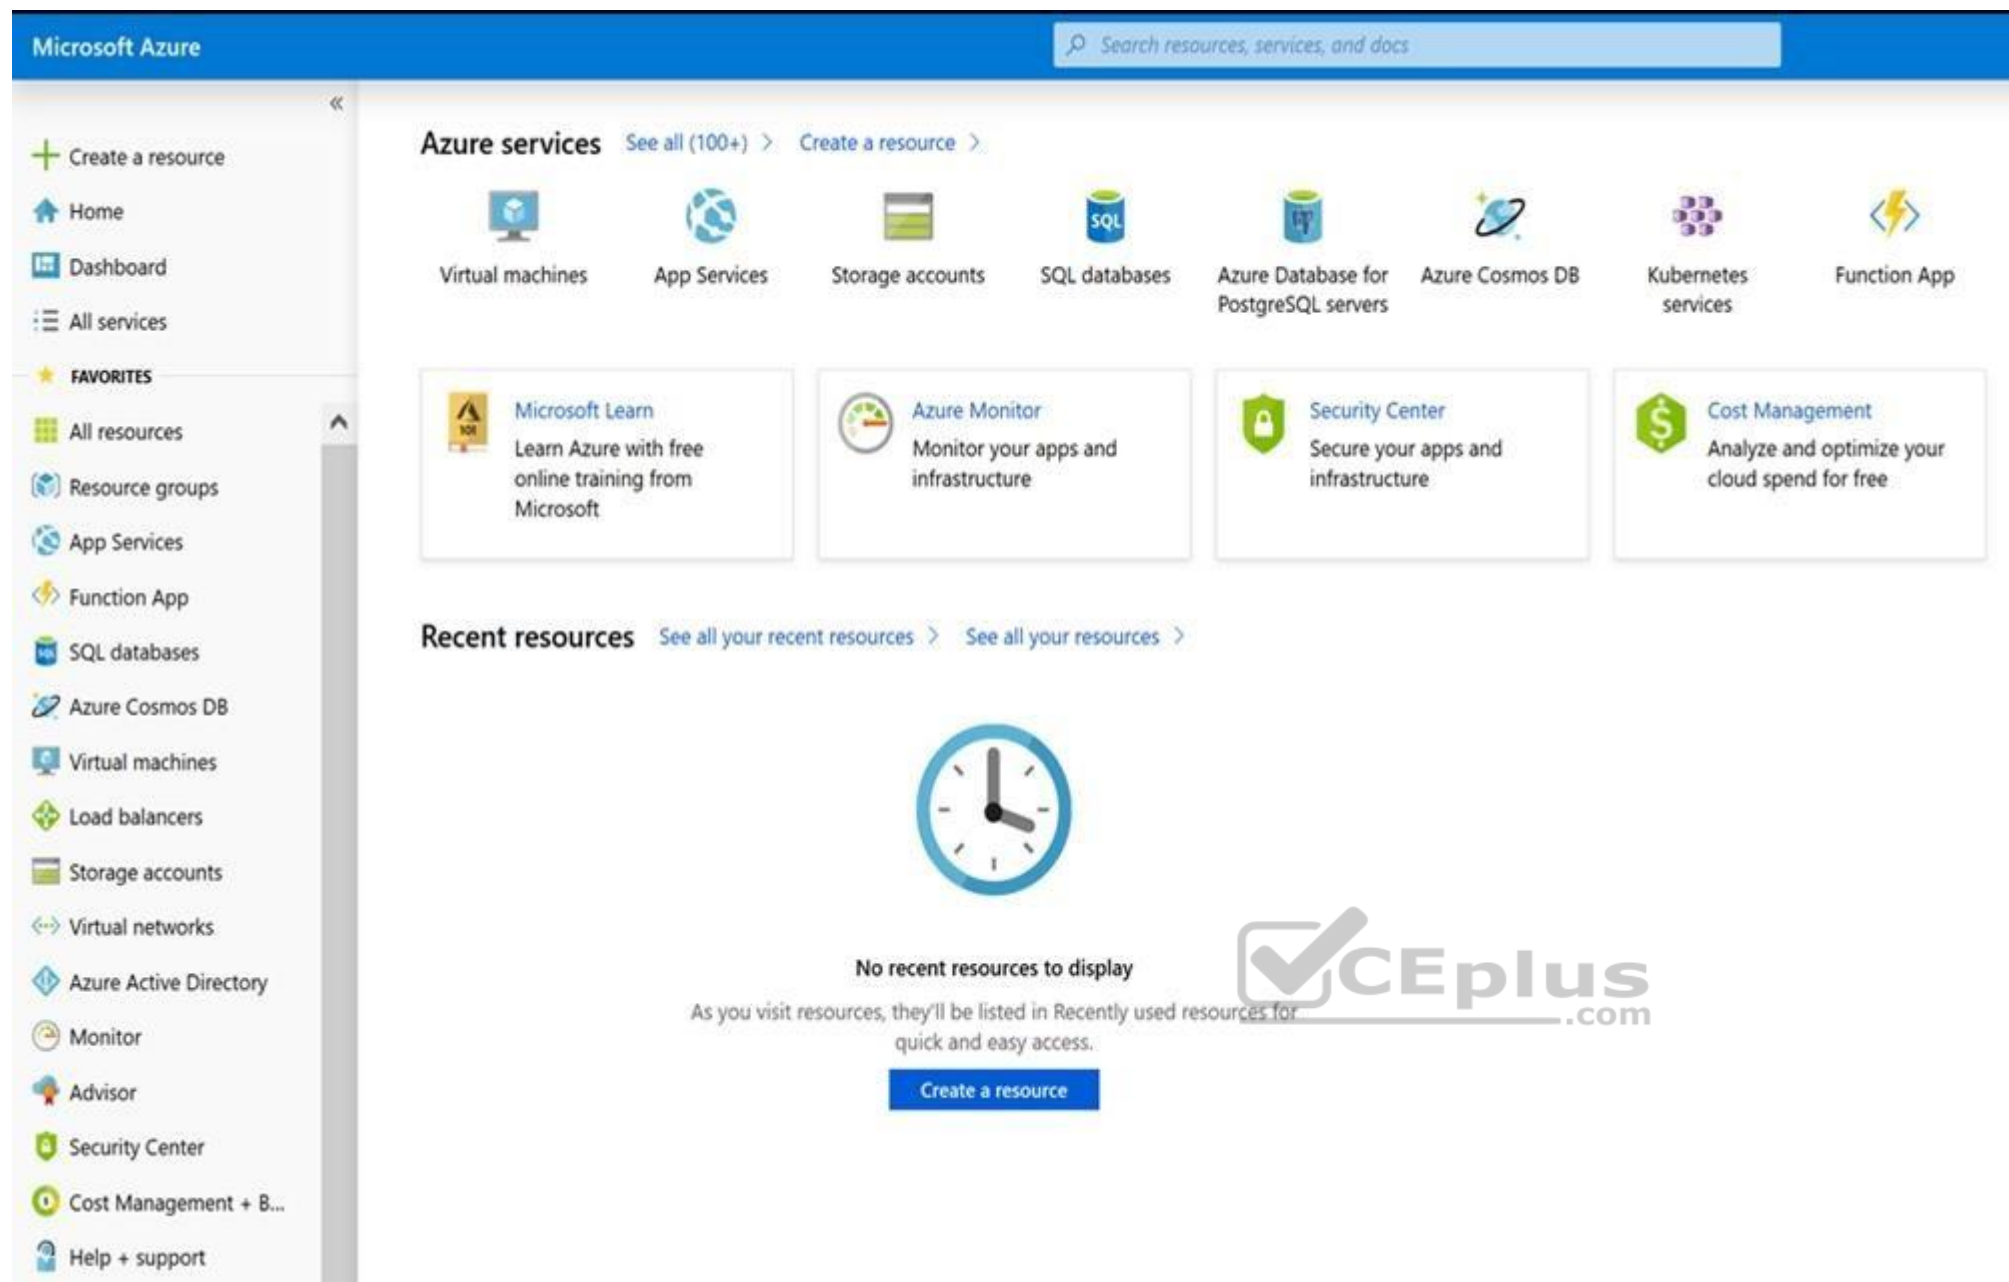 Microsoft Azure
Search resources, services, and docs
«
Create a resource
Home
Dashboard
All services
FAVORITES
All resources
Resource groups
App Services
Function App
SQL databases
Azure Cosmos DB
Virtual machines
Load balancers
Storage accounts
Virtual networks
Azure Active Directory
Monitor
Advisor
Security Center
Cost Management + B...
Help + support
Azure services See all (100+) > Create a resource >
Virtual machines
App Services
Storage accounts
SQL
SQL databases
Azure Database for
PostgreSQL servers
Azure Cosmos DB
Kubernetes
services
Function App
101
Microsoft Learn
Learn Azure with free
online training from
Microsoft
Azure Monitor
Monitor your apps and
infrastructure
Security Center
Secure your apps and
infrastructure
$
Cost Management
Analyze and optimize your
cloud spend for free
Recent resources See all your recent resources > See all your resources >
No recent resources to display
As you visit resources, they'll be listed in Recently used resources for
quick and easy access.
Create a resource
VCEplus
.com